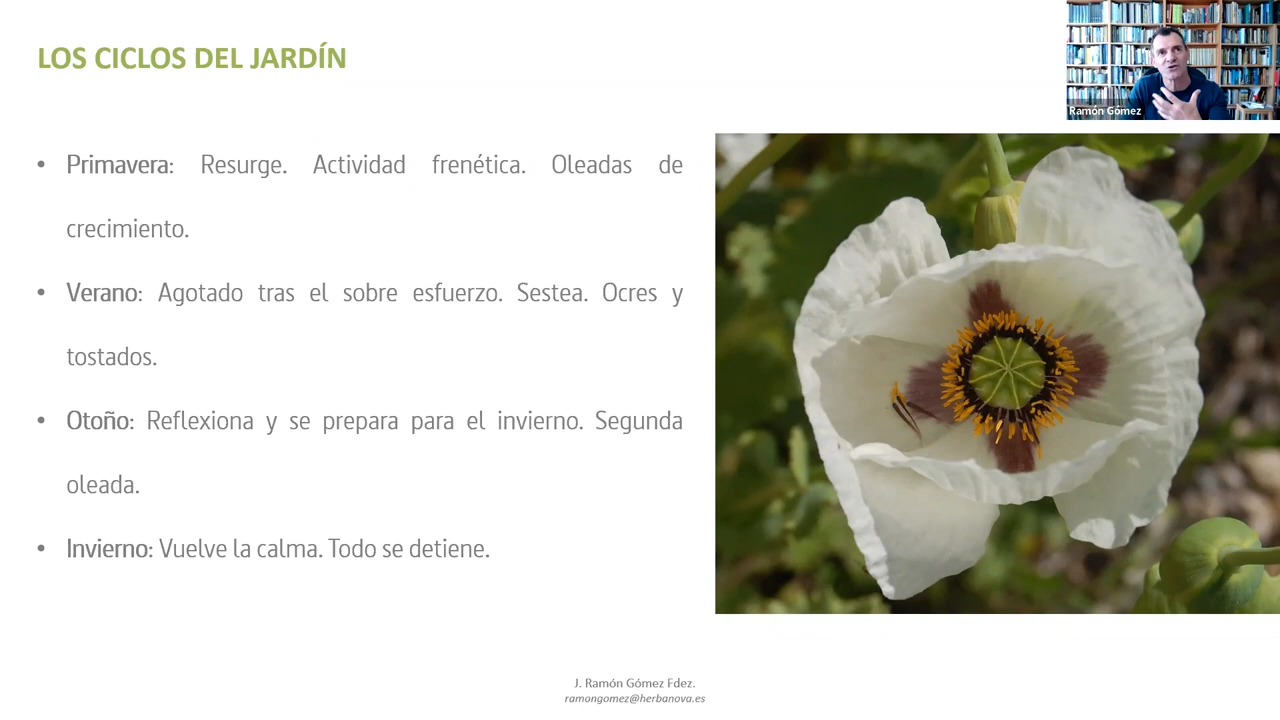 LOS CICLOS DEL JARDÍN
Ramón Gómez
• Primavera: Resurge. Actividad frenética. Oleadas de
crecimiento.
• Verano: Agotado tras el sobre esfuerzo. Sestea. Ocres y
tostados.
• Otoño: Reflexiona y se prepara para el invierno. Segunda
oleada.
• Invierno: Vuelve la calma. Todo se detiene.
J. Ramón Gómez Fdez.
ramongomez@herbanova.es